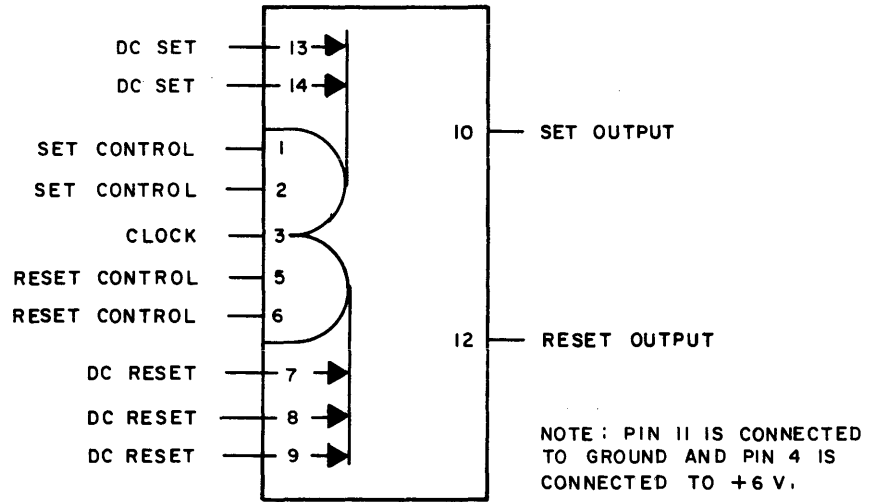 DC SET 13
DC SET 14
SET CONTROL 1
10 SET OUTPUT
SET CONTROL 2
CLOCK 3
RESET CONTROL 5
RESET CONTROL 6
12 RESET OUTPUT
DC RESET 7
DC RESET 8
DC RESET 9
NOTE: PIN 11 IS CONNECTED
TO GROUND AND PIN 4 IS
CONNECTED TO +6 V.